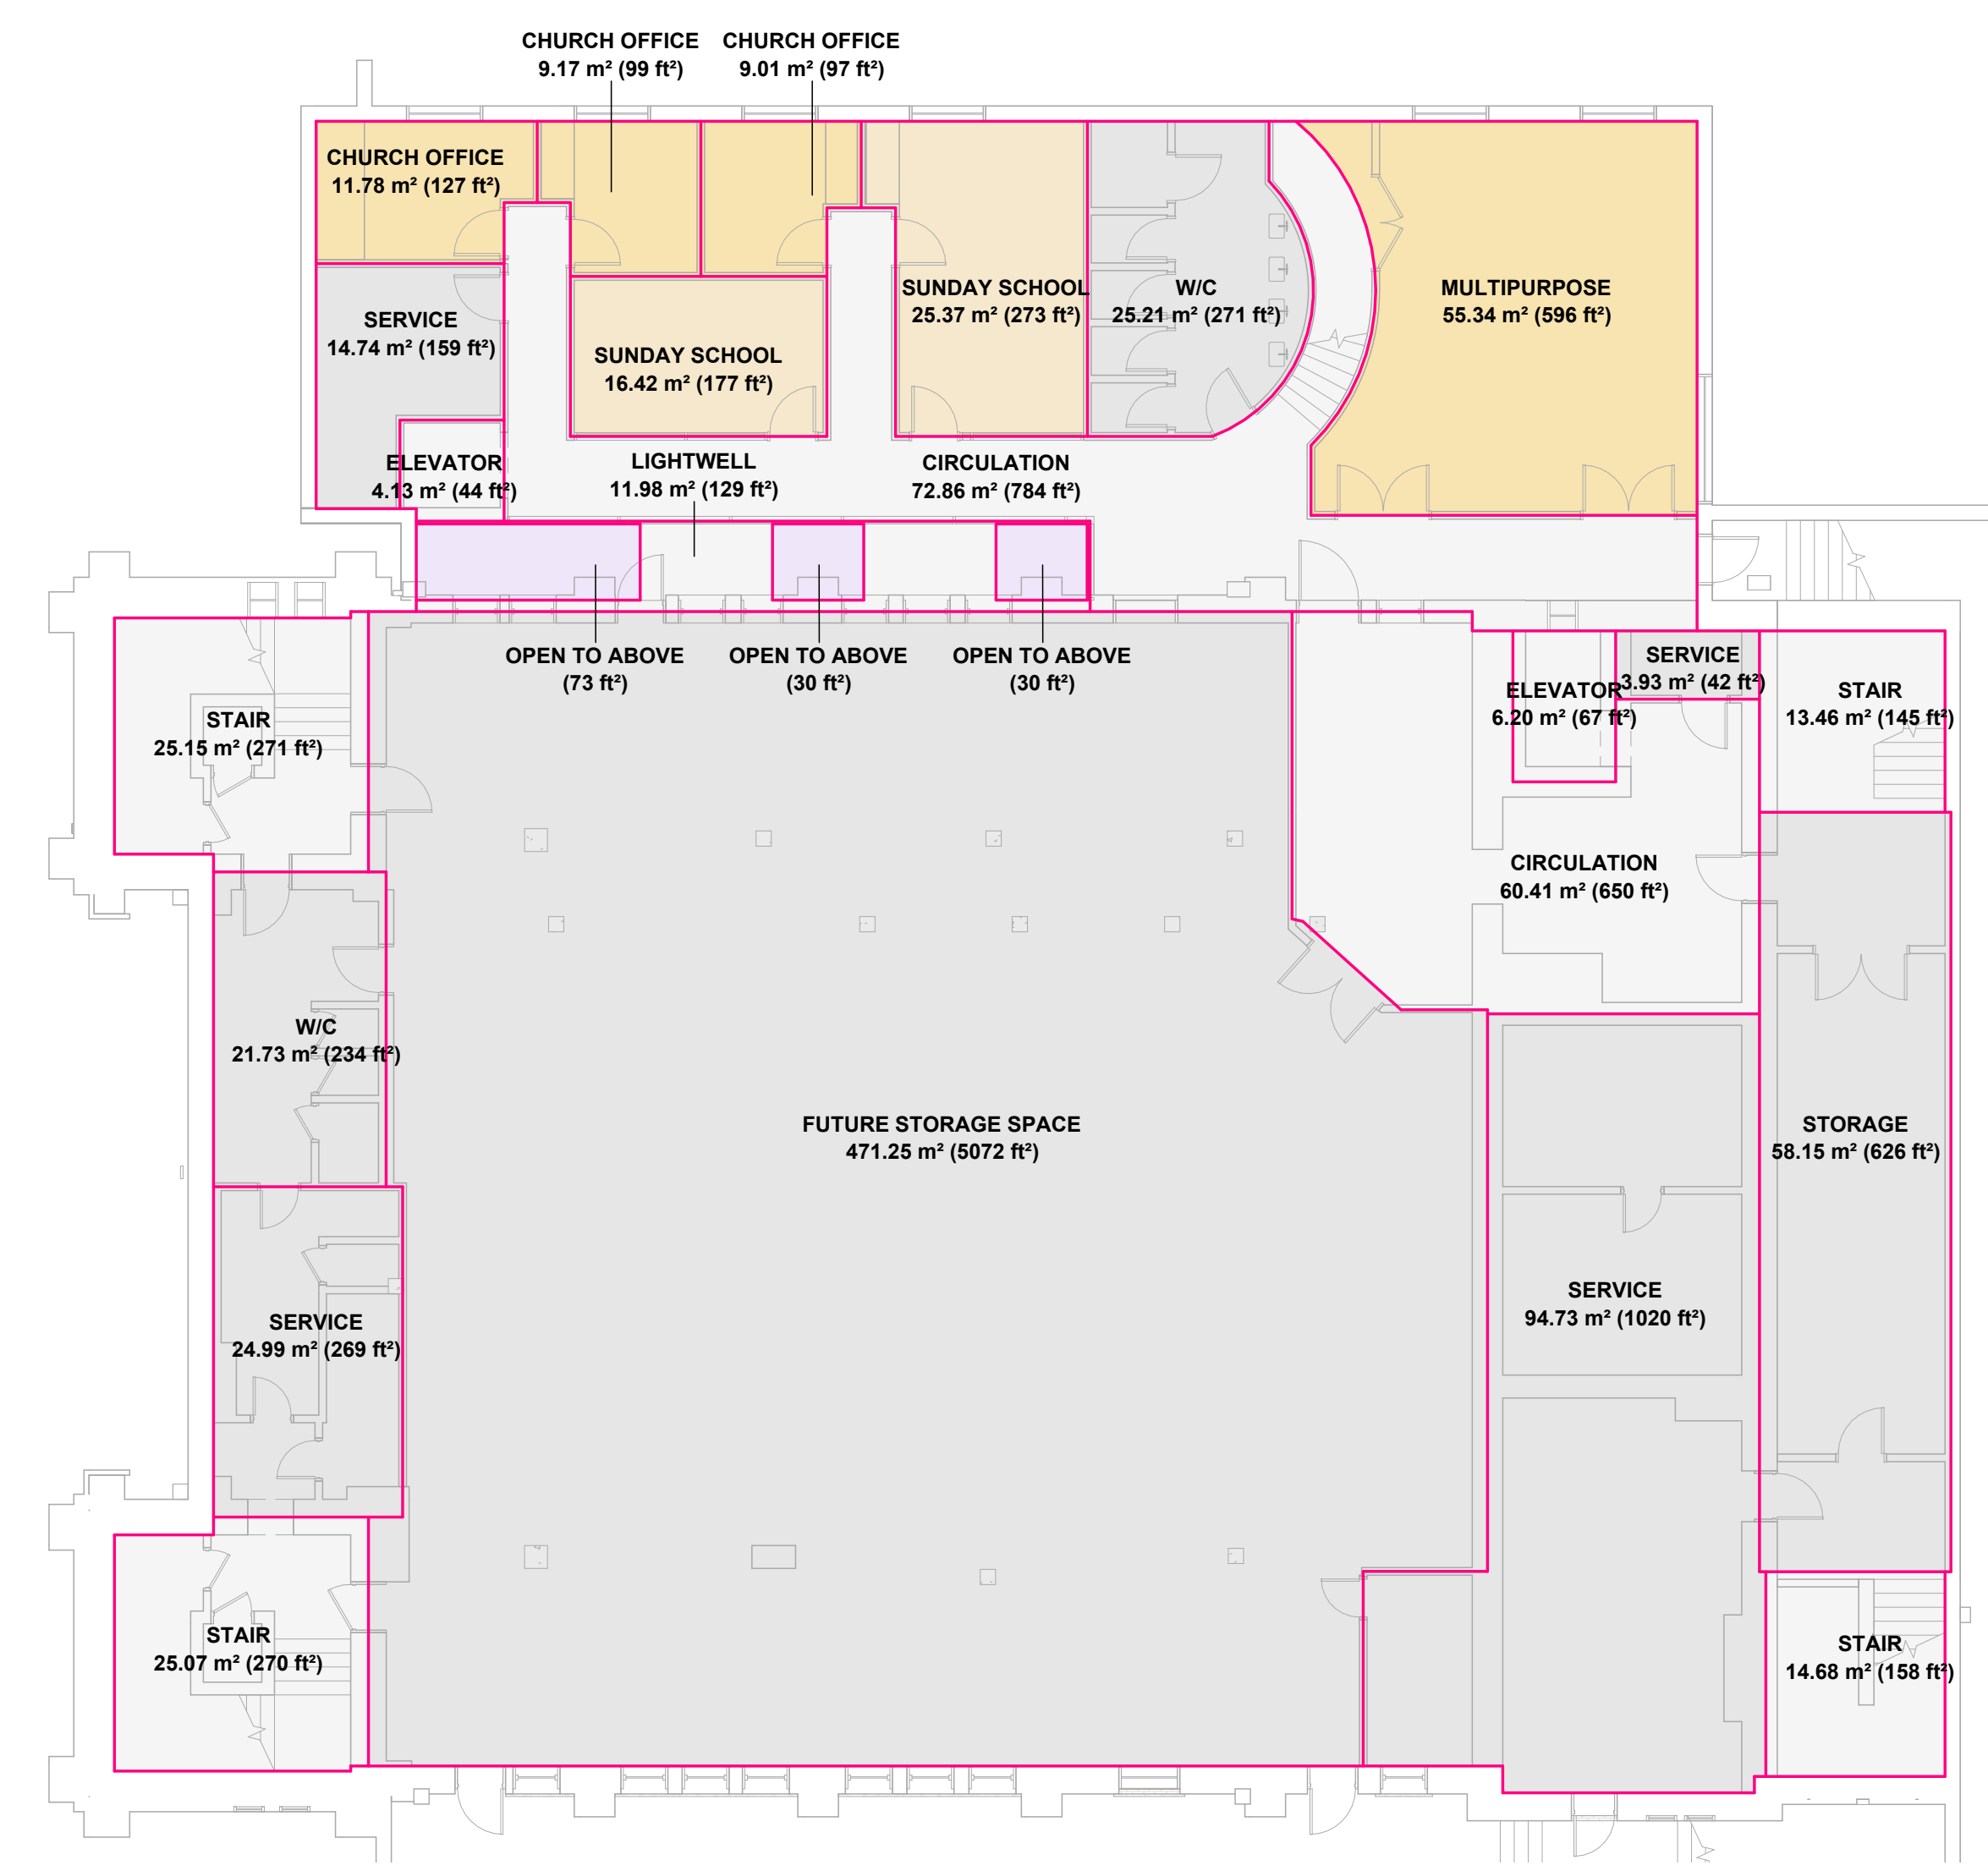 CHURCH OFFICE
9.17 m² (99 ft²)
CHURCH OFFICE
9.01 m² (97 ft²)
CHURCH OFFICE
11.78 m² (127 ft²)
SERVICE
14.74 m² (159 ft²)
SUNDAY SCHOOL
16.42 m² (177 ft²)
SUNDAY SCHOOL
25.37 m² (273 ft²)
W/C
25.21 m² (271 ft²)
MULTIPURPOSE
55.34 m² (596 ft²)
ELEVATOR
4.13 m² (44 ft²)
LIGHTWELL
11.98 m² (129 ft²)
CIRCULATION
72.86 m² (784 ft²)
OPEN TO ABOVE
(73 ft²)
OPEN TO ABOVE
(30 ft²)
OPEN TO ABOVE
(30 ft²)
SERVICE
3.93 m² (42 ft²)
ELEVATOR
6.20 m² (67 ft²)
STAIR
13.46 m² (145 ft²)
STAIR
25.15 m² (271 ft²)
CIRCULATION
60.41 m² (650 ft²)
W/C
21.73 m² (234 ft²)
FUTURE STORAGE SPACE
471.25 m² (5072 ft²)
STORAGE
58.15 m² (626 ft²)
SERVICE
94.73 m² (1020 ft²)
SERVICE
24.99 m² (269 ft²)
STAIR
25.07 m² (270 ft²)
STAIR
14.68 m² (158 ft²)